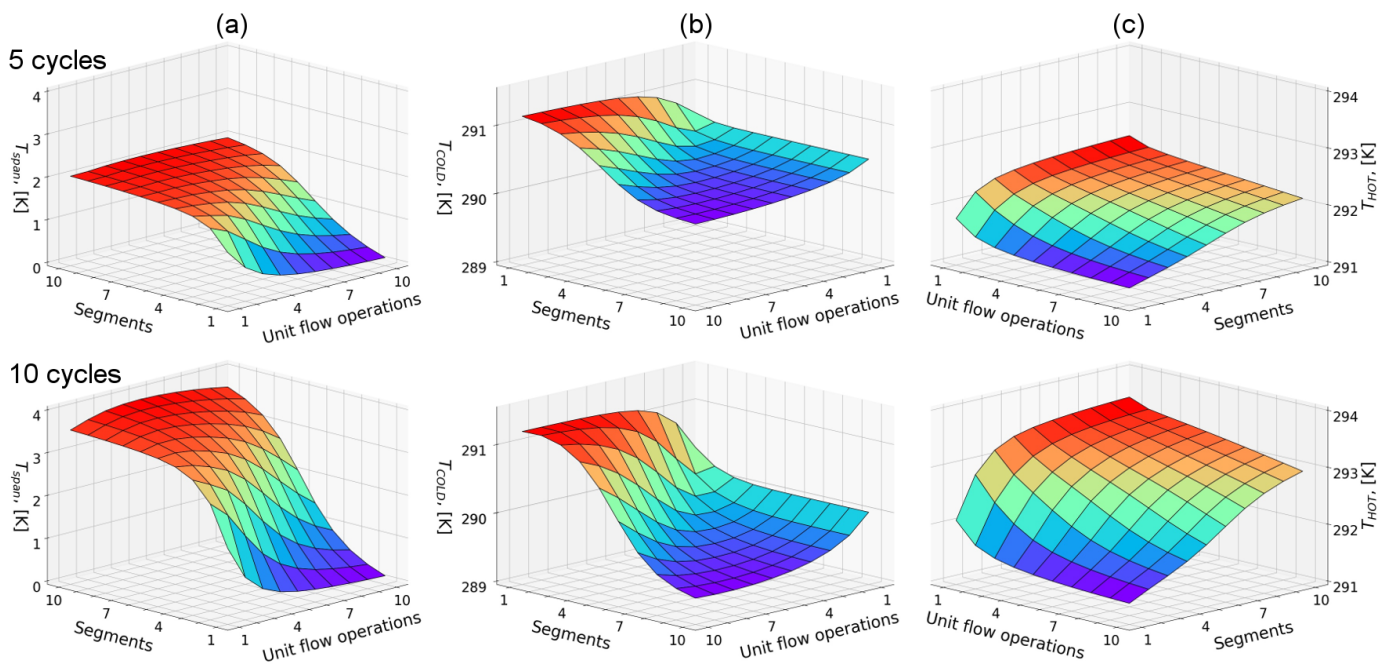 (a) (b) (c)
5 cycles
4 3 2 1 0
T_span, [K]
10 7 4 1
Segments
1 4 7 10
Unit flow operations
291 290 289
T_COLD, [K]
1 4 7 10
Segments
10 7 4 1
Unit flow operations
294 293 292 291
T_HOT, [K]
1 4 7 10
Unit flow operations
1 4 7 10
Segments
10 cycles
4 3 2 1 0
T_span, [K]
10 7 4 1
Segments
1 4 7 10
Unit flow operations
291 290 289
T_COLD, [K]
1 4 7 10
Segments
10 7 4 1
Unit flow operations
294 293 292 291
T_HOT, [K]
1 4 7 10
Unit flow operations
1 4 7 10
Segments